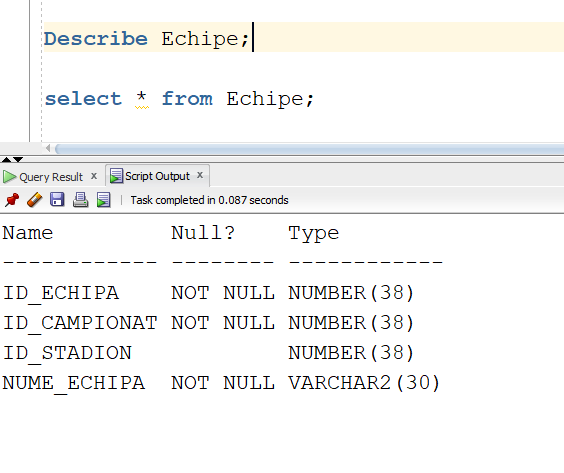 Describe Echipe;
select * from Echipe;
Query Result x Script Output x
Task completed in 0.087 seconds
Name Null? Type
------------ -------- ------------
ID_ECHIPA NOT NULL NUMBER(38)
ID_CAMPIONAT NOT NULL NUMBER(38)
ID_STADION NUMBER(38)
NUME_ECHIPA NOT NULL VARCHAR2(30)